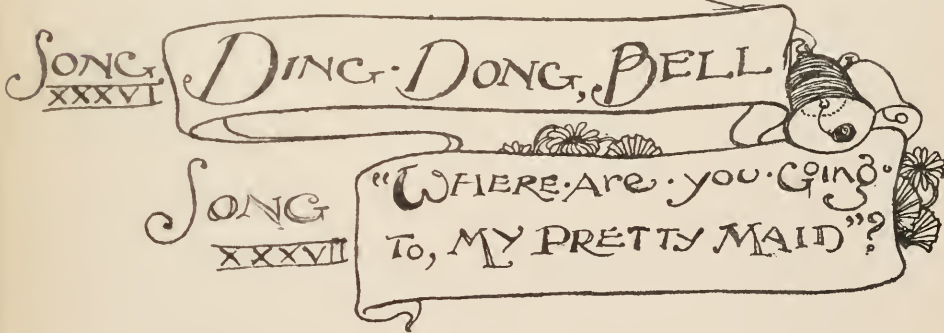 SONG XXXVI
DING·DONG, BELL
SONG XXXVII
"WHERE·Are·you·Going·
To, MY PRETTY MAID"?